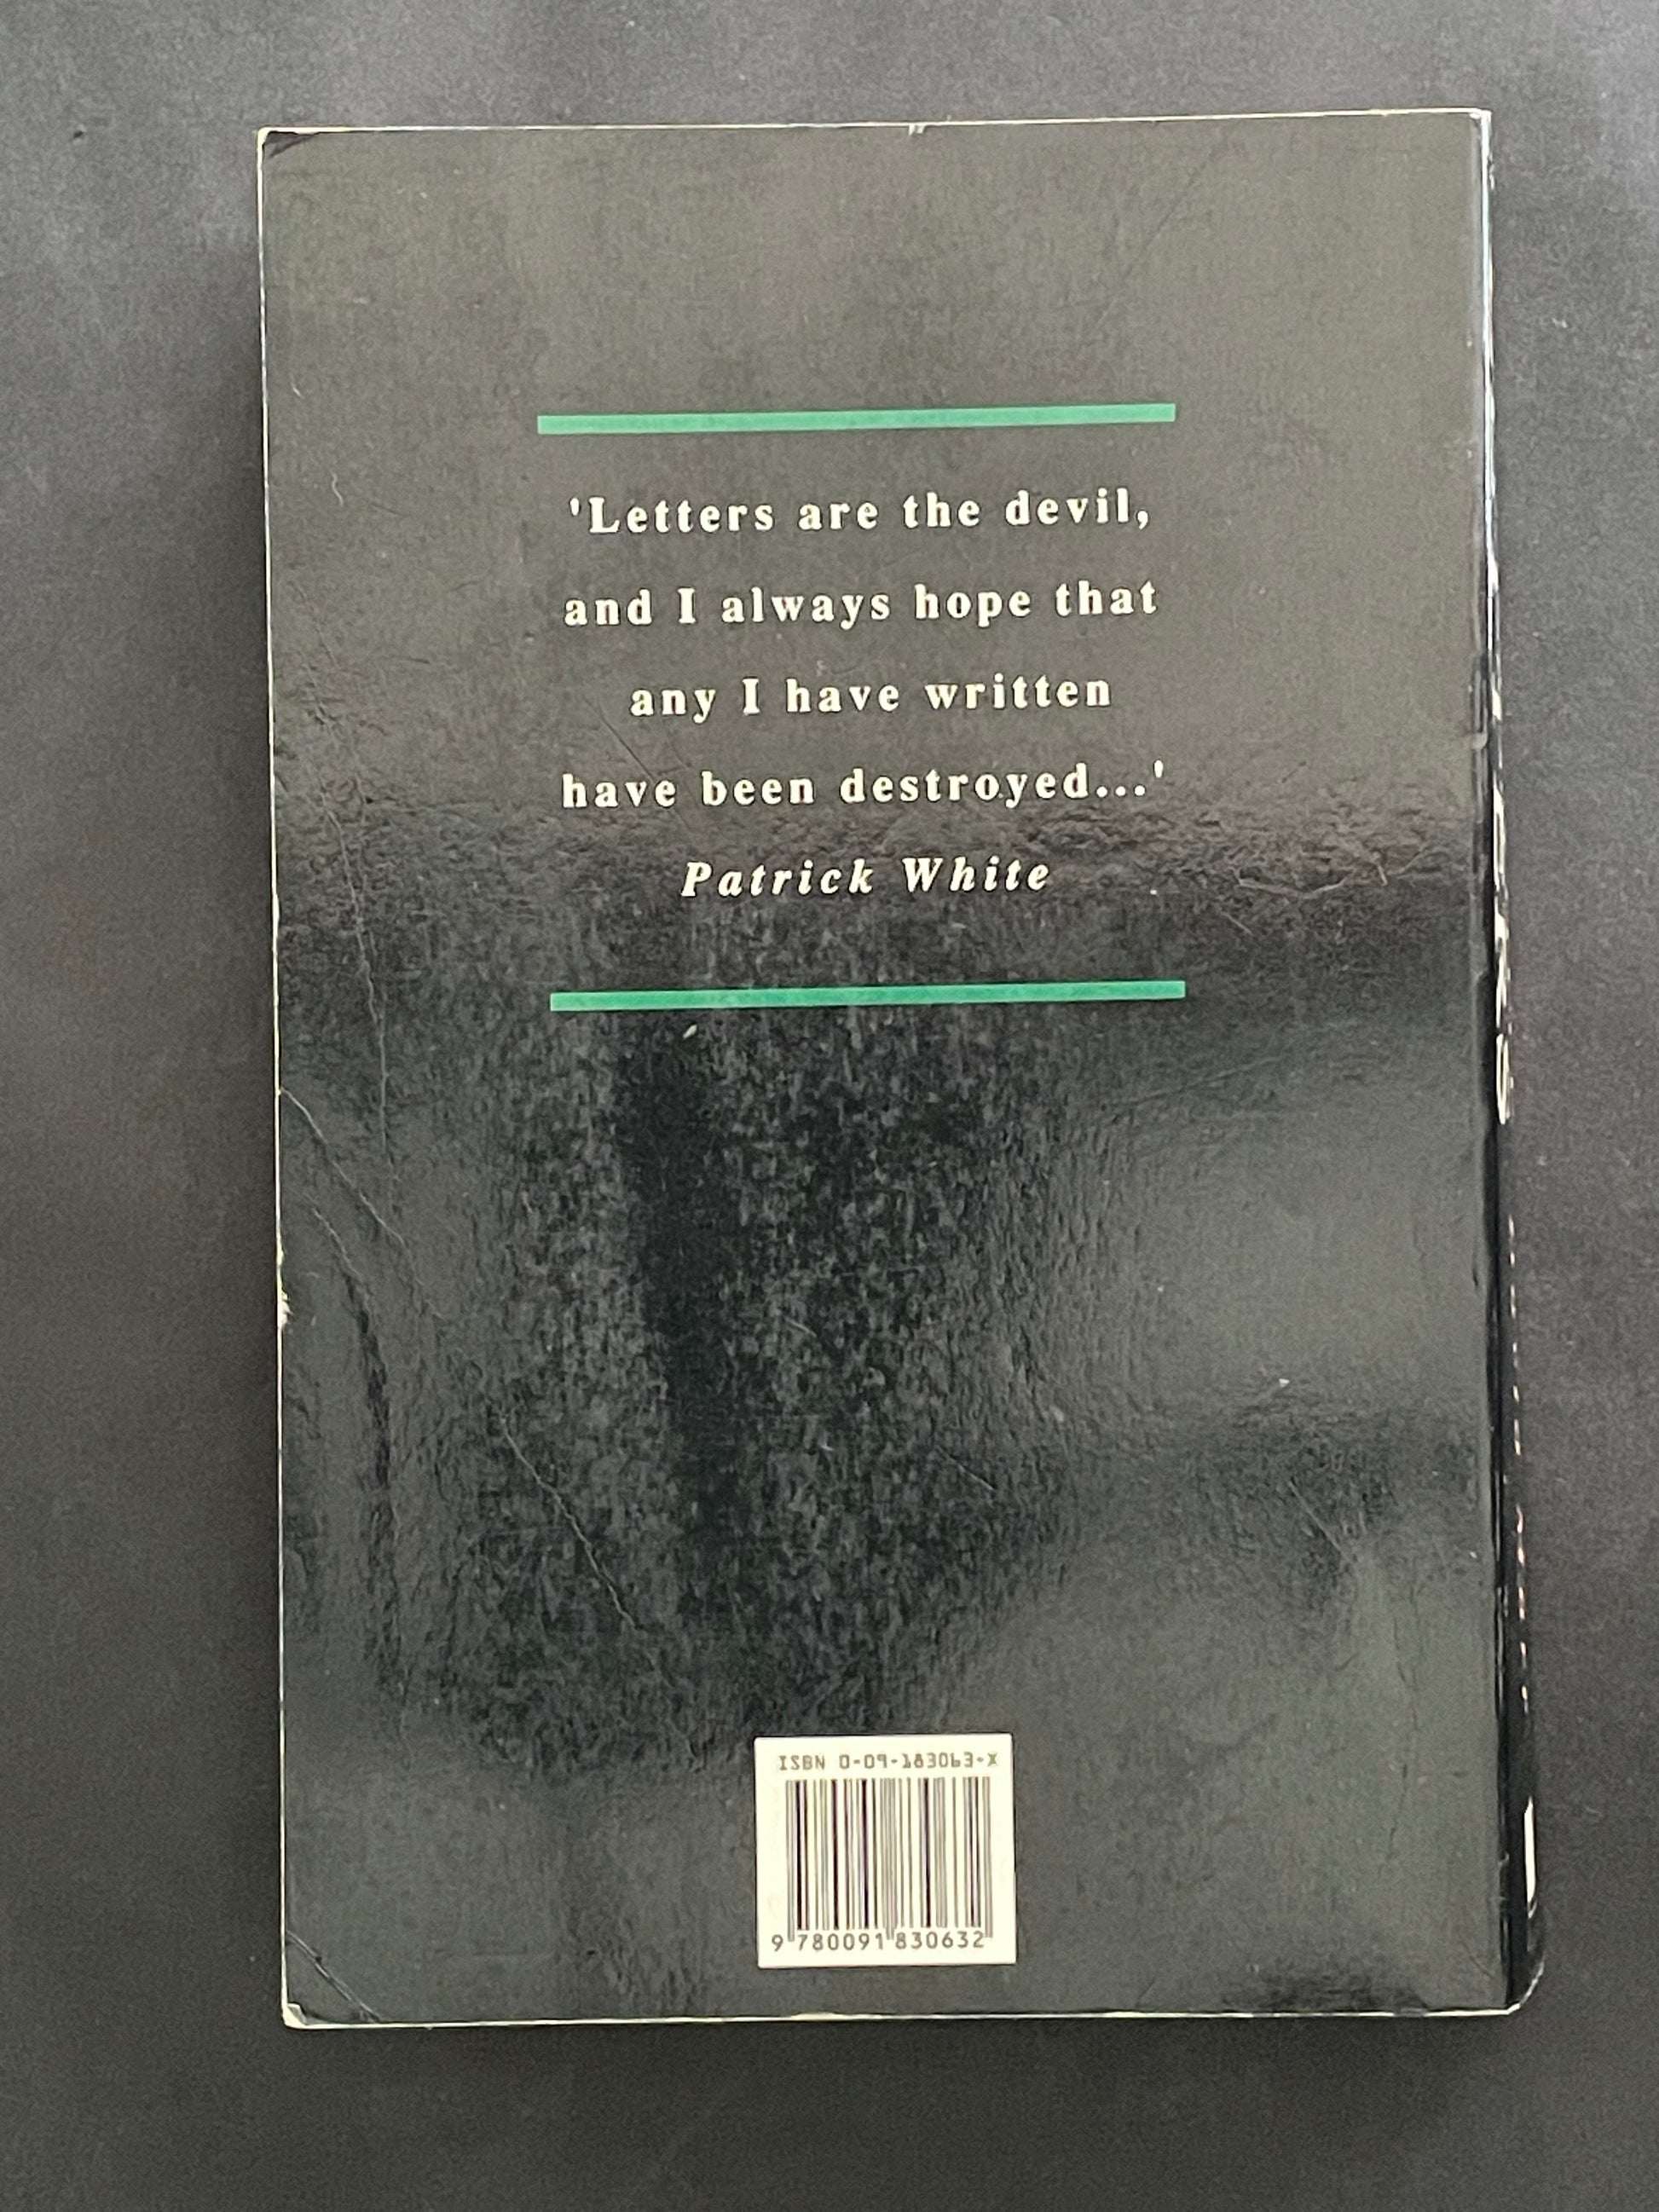 'Letters are the devil,
and I always hope that
any I have written
have been destroyed...'
Patrick White
ISBN 0-09-183063-X
9 780091 830632